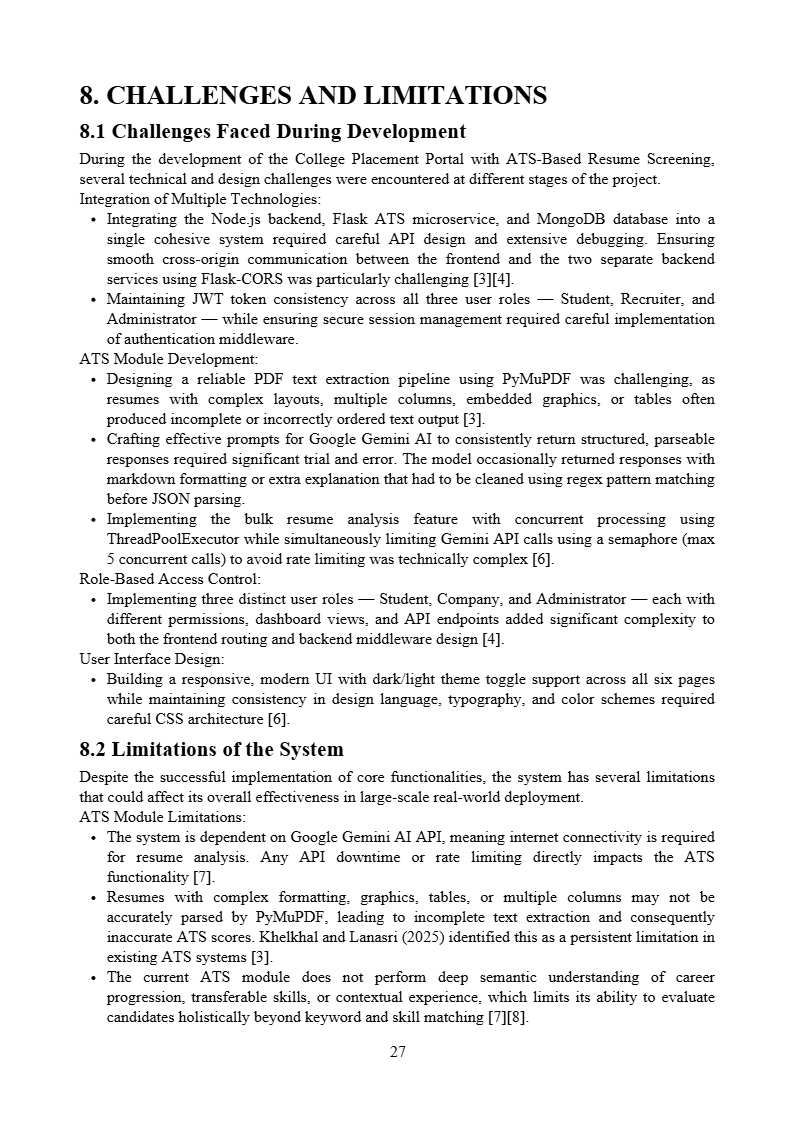 8. CHALLENGES AND LIMITATIONS
8.1 Challenges Faced During Development
During the development of the College Placement Portal with ATS-Based Resume Screening,
several technical and design challenges were encountered at different stages of the project.
Integration of Multiple Technologies:
• Integrating the Node.js backend, Flask ATS microservice, and MongoDB database into a
single cohesive system required careful API design and extensive debugging. Ensuring
smooth cross-origin communication between the frontend and the two separate backend
services using Flask-CORS was particularly challenging [3][4].
• Maintaining JWT token consistency across all three user roles — Student, Recruiter, and
Administrator — while ensuring secure session management required careful implementation
of authentication middleware.
ATS Module Development:
• Designing a reliable PDF text extraction pipeline using PyMuPDF was challenging, as
resumes with complex layouts, multiple columns, embedded graphics, or tables often
produced incomplete or incorrectly ordered text output [3].
• Crafting effective prompts for Google Gemini AI to consistently return structured, parseable
responses required significant trial and error. The model occasionally returned responses with
markdown formatting or extra explanation that had to be cleaned using regex pattern matching
before JSON parsing.
• Implementing the bulk resume analysis feature with concurrent processing using
ThreadPoolExecutor while simultaneously limiting Gemini API calls using a semaphore (max
5 concurrent calls) to avoid rate limiting was technically complex [6].
Role-Based Access Control:
• Implementing three distinct user roles — Student, Company, and Administrator — each with
different permissions, dashboard views, and API endpoints added significant complexity to
both the frontend routing and backend middleware design [4].
User Interface Design:
• Building a responsive, modern UI with dark/light theme toggle support across all six pages
while maintaining consistency in design language, typography, and color schemes required
careful CSS architecture [6].
8.2 Limitations of the System
Despite the successful implementation of core functionalities, the system has several limitations
that could affect its overall effectiveness in large-scale real-world deployment.
ATS Module Limitations:
• The system is dependent on Google Gemini AI API, meaning internet connectivity is required
for resume analysis. Any API downtime or rate limiting directly impacts the ATS
functionality [7].
• Resumes with complex formatting, graphics, tables, or multiple columns may not be
accurately parsed by PyMuPDF, leading to incomplete text extraction and consequently
inaccurate ATS scores. Khelkhal and Lanasri (2025) identified this as a persistent limitation in
existing ATS systems [3].
• The current ATS module does not perform deep semantic understanding of career
progression, transferable skills, or contextual experience, which limits its ability to evaluate
candidates holistically beyond keyword and skill matching [7][8].
27